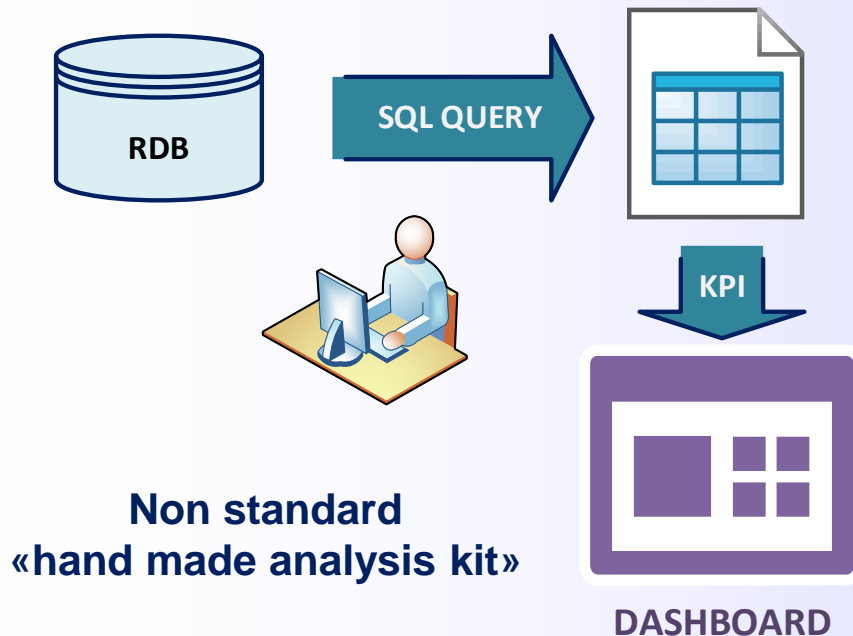 RDB
SQL QUERY
KPI
Non standard
«hand made analysis kit»
DASHBOARD